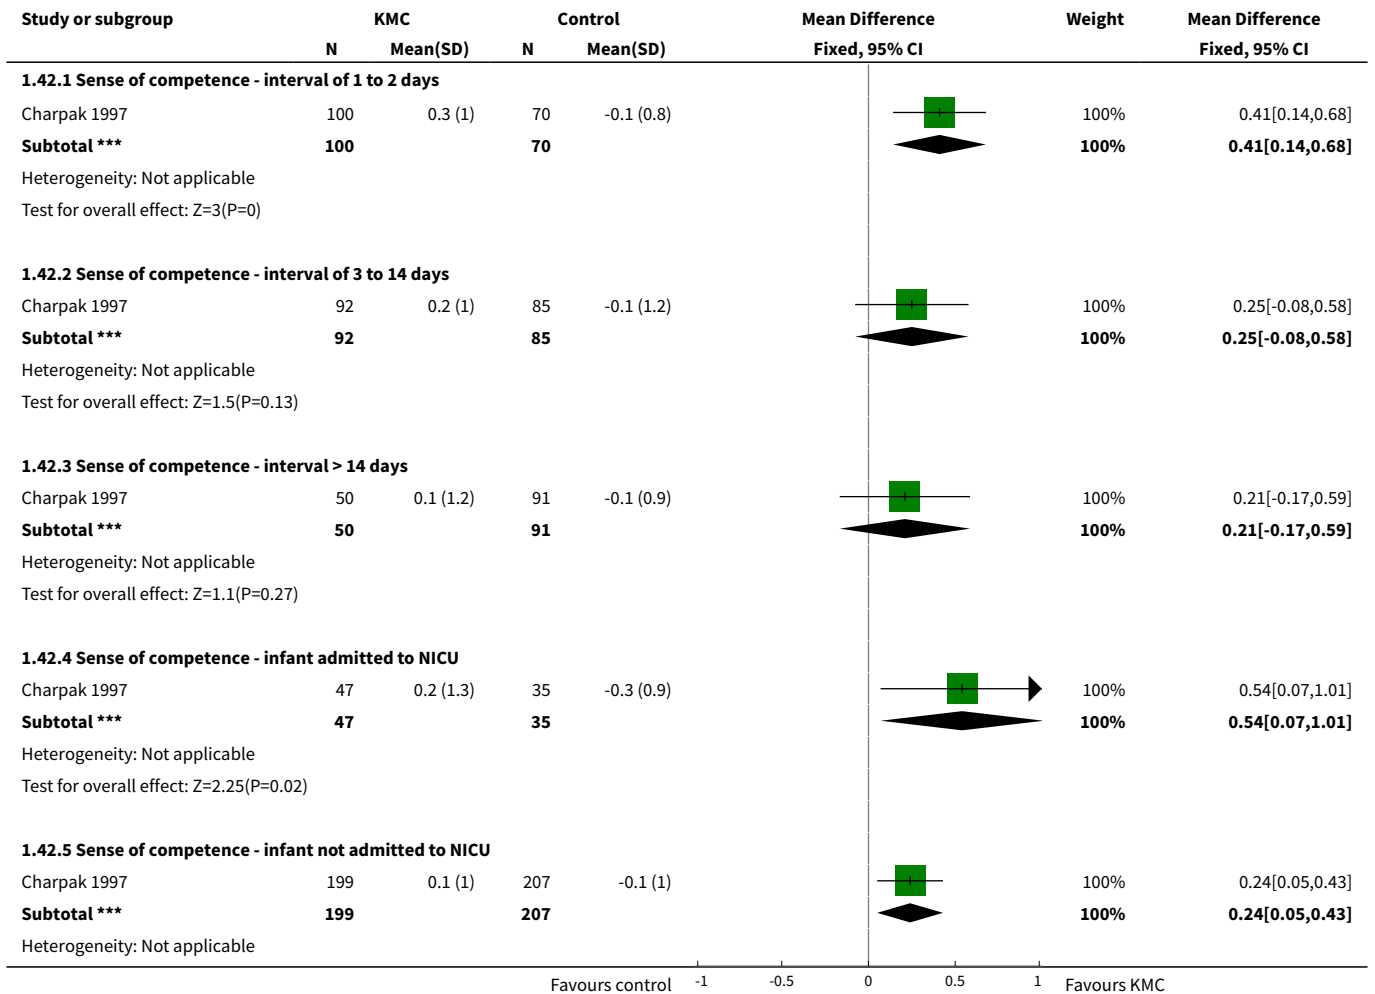 Study or subgroup KMC Control Mean Difference Weight Mean Difference
N Mean(SD) N Mean(SD) Fixed, 95% CI Fixed, 95% CI
1.42.1 Sense of competence - interval of 1 to 2 days
Charpak 1997 100 0.3 (1) 70 -0.1 (0.8) 100% 0.41[0.14,0.68]
Subtotal *** 100 70 100% 0.41[0.14,0.68]
Heterogeneity: Not applicable
Test for overall effect: Z=3(P=0)
1.42.2 Sense of competence - interval of 3 to 14 days
Charpak 1997 92 0.2 (1) 85 -0.1 (1.2) 100% 0.25[-0.08,0.58]
Subtotal *** 92 85 100% 0.25[-0.08,0.58]
Heterogeneity: Not applicable
Test for overall effect: Z=1.5(P=0.13)
1.42.3 Sense of competence - interval > 14 days
Charpak 1997 50 0.1 (1.2) 91 -0.1 (0.9) 100% 0.21[-0.17,0.59]
Subtotal *** 50 91 100% 0.21[-0.17,0.59]
Heterogeneity: Not applicable
Test for overall effect: Z=1.1(P=0.27)
1.42.4 Sense of competence - infant admitted to NICU
Charpak 1997 47 0.2 (1.3) 35 -0.3 (0.9) 100% 0.54[0.07,1.01]
Subtotal *** 47 35 100% 0.54[0.07,1.01]
Heterogeneity: Not applicable
Test for overall effect: Z=2.25(P=0.02)
1.42.5 Sense of competence - infant not admitted to NICU
Charpak 1997 199 0.1 (1) 207 -0.1 (1) 100% 0.24[0.05,0.43]
Subtotal *** 199 207 100% 0.24[0.05,0.43]
Heterogeneity: Not applicable
Favours control -1 -0.5 0 0.5 1 Favours KMC